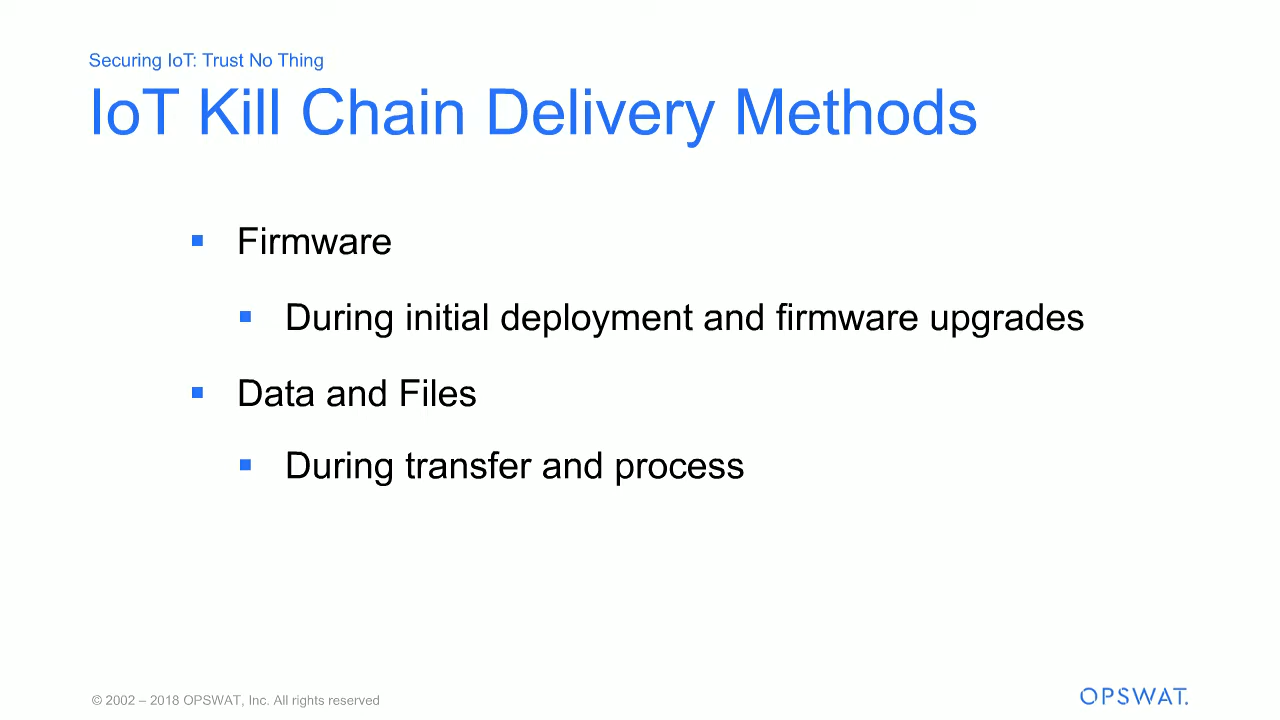 Securing IoT: Trust No Thing
IoT Kill Chain Delivery Methods
Firmware
During initial deployment and firmware upgrades
Data and Files
During transfer and process
© 2002 – 2018 OPSWAT, Inc. All rights reserved
OPSWAT.